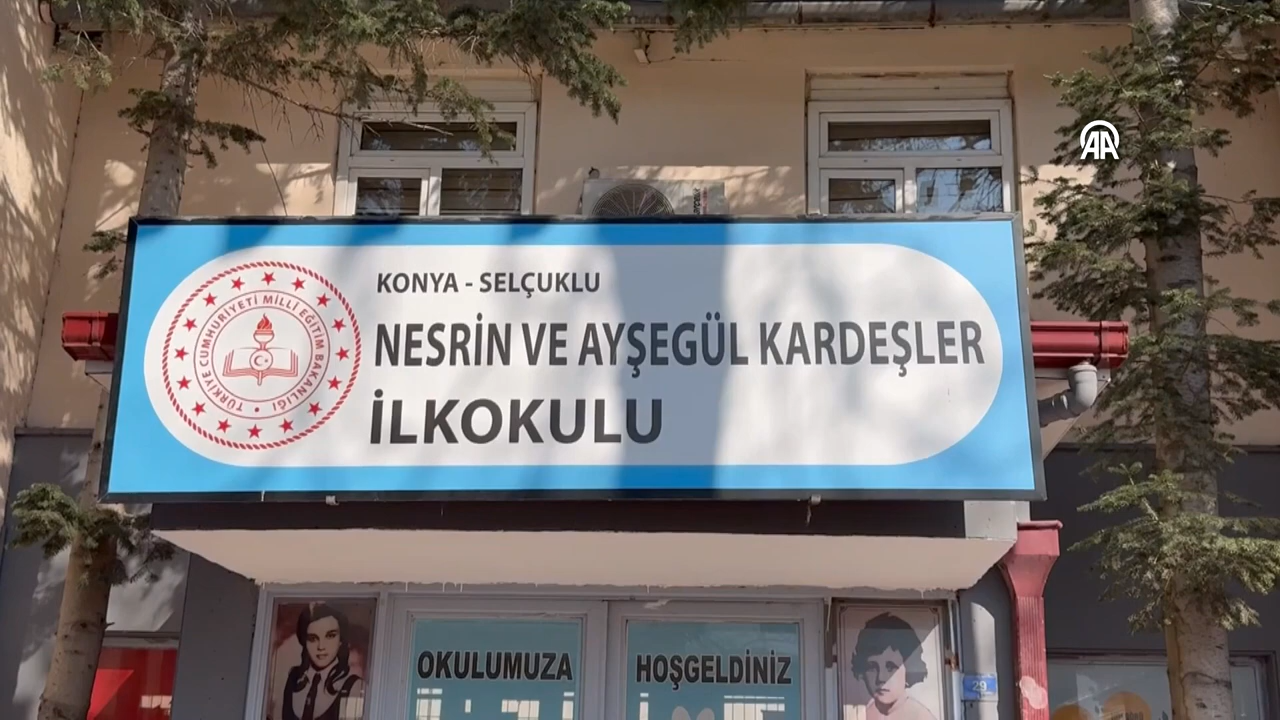 AA
KONYA - SELÇUKLU
NESRİN VE AYŞEGÜL KARDEŞLER
İLKOKULU
TÜRKİYE CUMHURİYETİ MİLLİ EĞİTİM BAKANLIĞI
OKULUMUZA HOŞGELDİNİZ
29